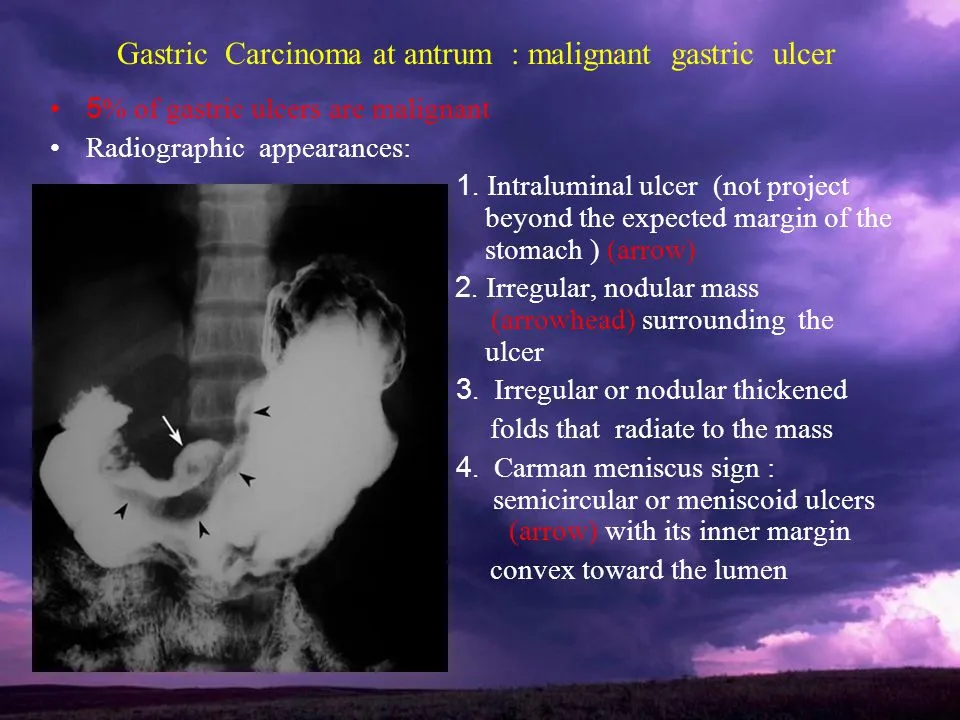 Gastric Carcinoma at antrum : malignant gastric ulcer
• 5% of gastric ulcers are malignant
• Radiographic appearances:
1. Intraluminal ulcer (not project
beyond the expected margin of the
stomach ) (arrow)
2. Irregular, nodular mass
(arrowhead) surrounding the
ulcer
3. Irregular or nodular thickened
folds that radiate to the mass
4. Carman meniscus sign :
semicircular or meniscoid ulcers
(arrow) with its inner margin
convex toward the lumen